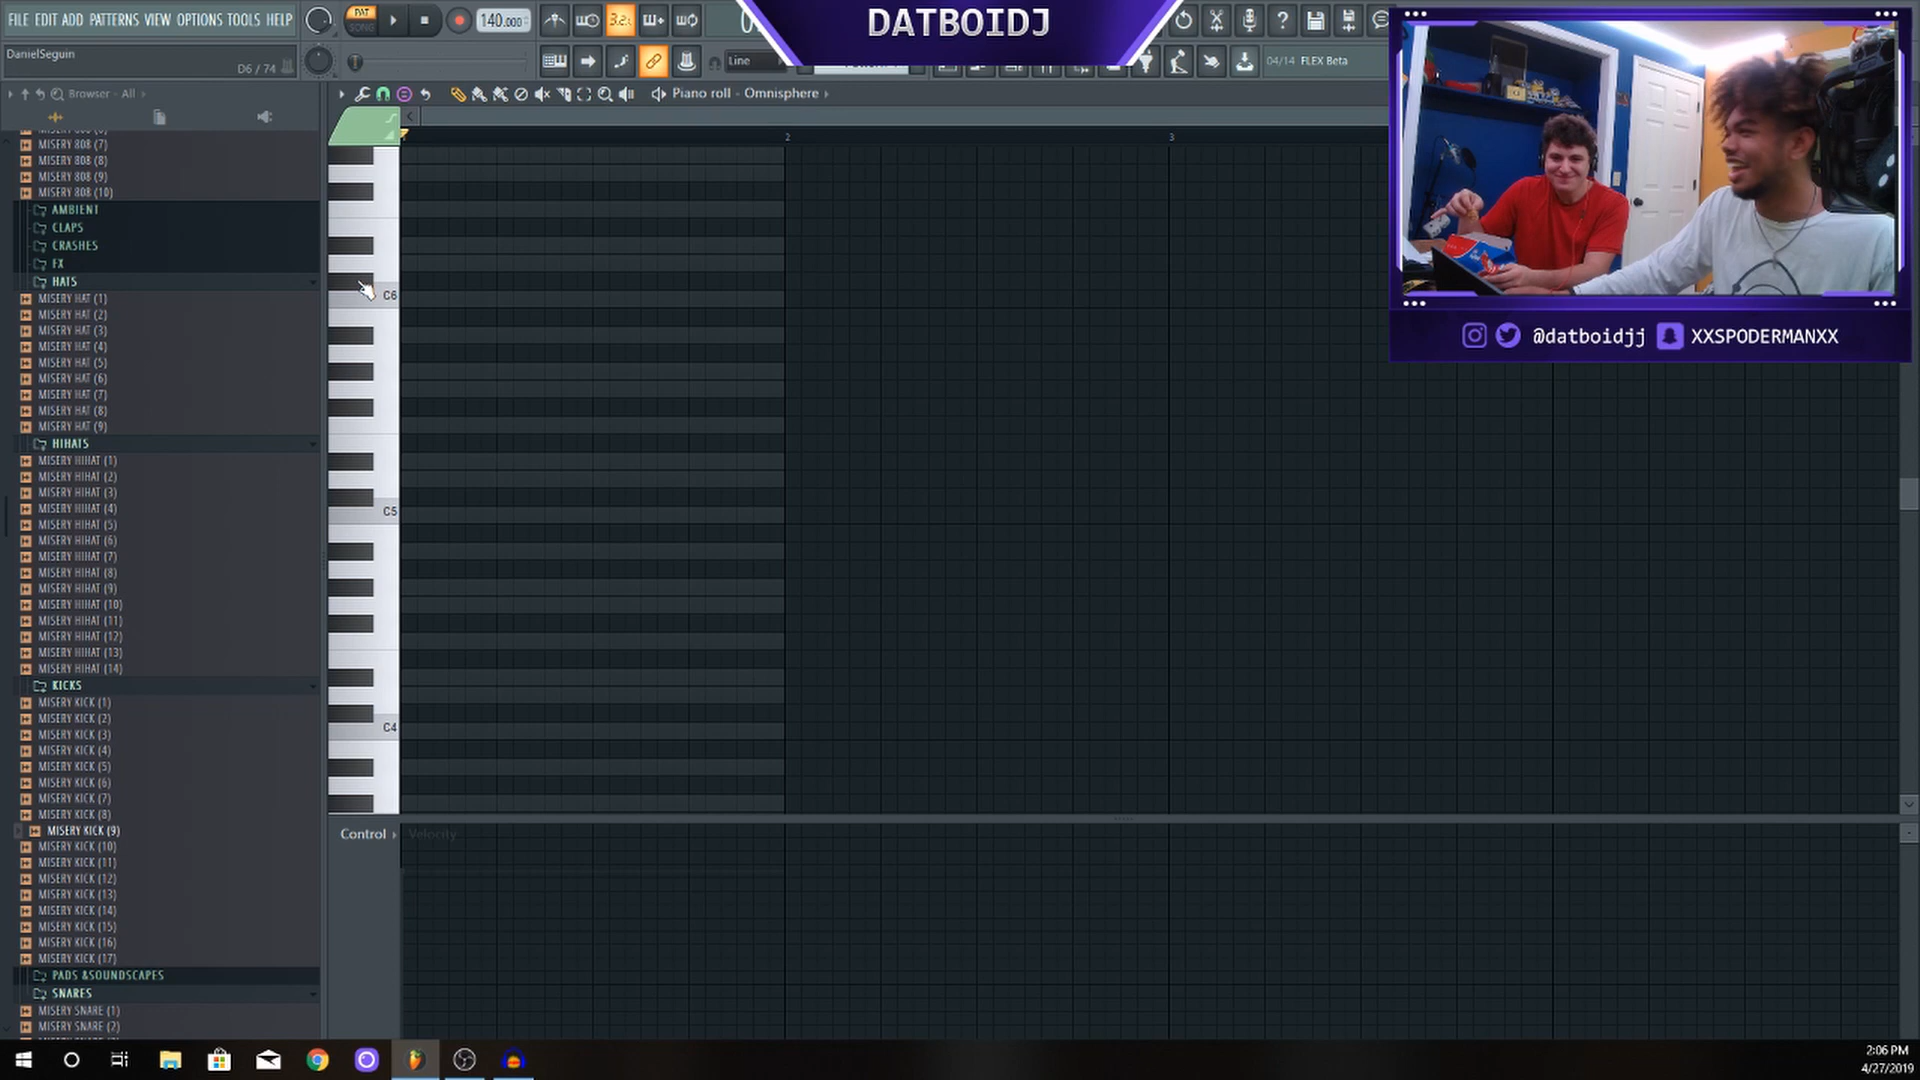 FILE EDIT ADD PATTERNS VIEW OPTIONS TOOLS HELP
PAT
SONG
140.000
3.2.
DATBOIDJ
DanielSeguin
D6 / 74
Line
04/14 FLEX Beta
Browser - All
Piano roll - Omnisphere
2
3
MISERY 808 (7)
MISERY 808 (8)
MISERY 808 (9)
MISERY 808 (10)
AMBIENT
CLAPS
CRASHES
FX
HATS
MISERY HAT (1)
MISERY HAT (2)
MISERY HAT (3)
MISERY HAT (4)
MISERY HAT (5)
MISERY HAT (6)
MISERY HAT (7)
MISERY HAT (8)
MISERY HAT (9)
HIHATS
MISERY HIHAT (1)
MISERY HIHAT (2)
MISERY HIHAT (3)
MISERY HIHAT (4)
MISERY HIHAT (5)
MISERY HIHAT (6)
MISERY HIHAT (7)
MISERY HIHAT (8)
MISERY HIHAT (9)
MISERY HIHAT (10)
MISERY HIHAT (11)
MISERY HIHAT (12)
MISERY HIHAT (13)
MISERY HIHAT (14)
KICKS
MISERY KICK (1)
MISERY KICK (2)
MISERY KICK (3)
MISERY KICK (4)
MISERY KICK (5)
MISERY KICK (6)
MISERY KICK (7)
MISERY KICK (8)
MISERY KICK (9)
MISERY KICK (10)
MISERY KICK (11)
MISERY KICK (12)
MISERY KICK (13)
MISERY KICK (14)
MISERY KICK (15)
MISERY KICK (16)
MISERY KICK (17)
PADS &SOUNDSCAPES
SNARES
MISERY SNARE (1)
MISERY SNARE (2)
C6
C5
C4
Control
Velocity
@datboidjj
XXSPODERMANXX
2:06 PM
4/27/2019